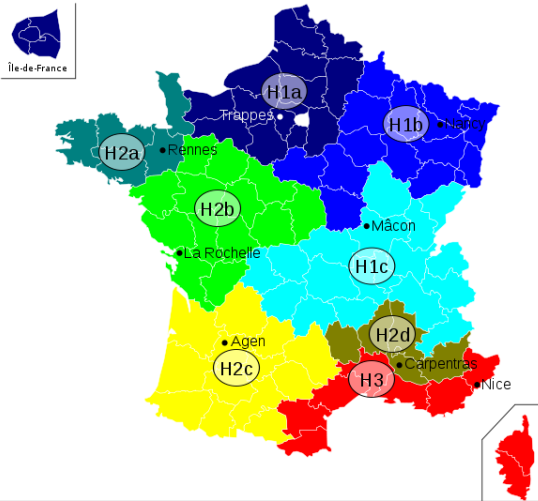 Île-de-France
H1a
Trappes
H1b
Nancy
H2a
Rennes
H2b
Mâcon
La Rochelle
H1c
H2d
Agen
Carpentras
H2c
H3
Nice